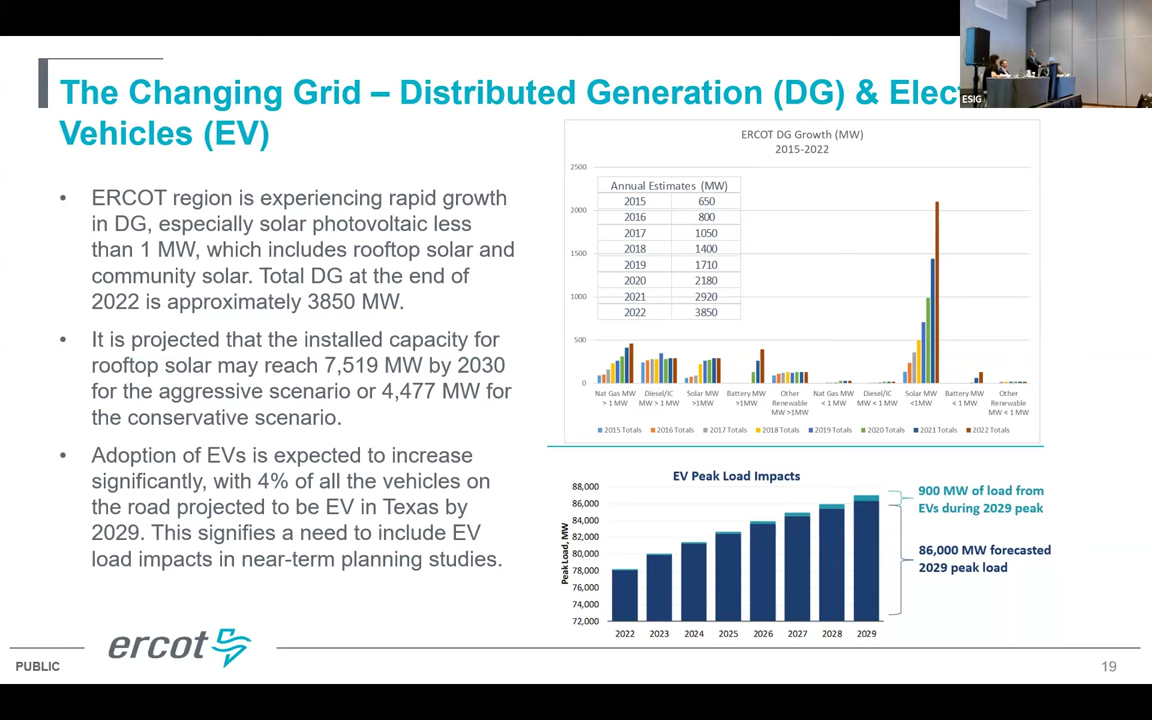 The Changing Grid – Distributed Generation (DG) & Elect
Vehicles (EV)
ESIG
• ERCOT region is experiencing rapid growth
in DG, especially solar photovoltaic less
than 1 MW, which includes rooftop solar and
community solar. Total DG at the end of
2022 is approximately 3850 MW.
• It is projected that the installed capacity for
rooftop solar may reach 7,519 MW by 2030
for the aggressive scenario or 4,477 MW for
the conservative scenario.
• Adoption of EVs is expected to increase
significantly, with 4% of all the vehicles on
the road projected to be EV in Texas by
2029. This signifies a need to include EV
load impacts in near-term planning studies.
ERCOT DG Growth (MW)
2015-2022
2500
2000
1500
1000
500
0
Annual Estimates (MW)
2015 650
2016 800
2017 1050
2018 1400
2019 1710
2020 2180
2021 2920
2022 3850
Nat Gas MW > 1 MW
Diesel/IC MW > 1 MW
Solar MW >1MW
Battery MW >1MW
Other Renewable MW >1MW
Nat Gas MW < 1 MW
Diesel/IC MW < 1 MW
Solar MW <1MW
Battery MW < 1 MW
Other Renewable MW < 1 MW
2015 Totals 2016 Totals 2017 Totals 2018 Totals 2019 Totals 2020 Totals 2021 Totals 2022 Totals
EV Peak Load Impacts
Peak Load, MW
88,000
86,000
84,000
82,000
80,000
78,000
76,000
74,000
72,000
2022 2023 2024 2025 2026 2027 2028 2029
900 MW of load from
EVs during 2029 peak
86,000 MW forecasted
2029 peak load
ercot
PUBLIC
19